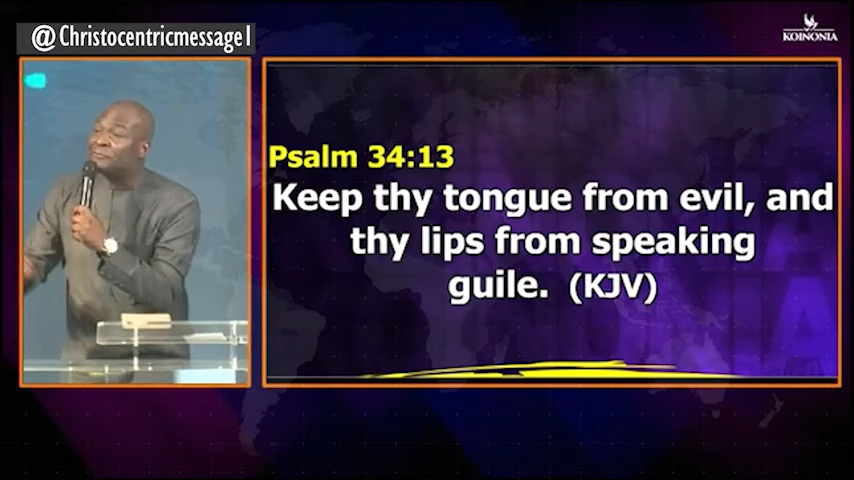 @Christocentricmessage1
KOINONIA
Psalm 34:13
Keep thy tongue from evil, and
thy lips from speaking
guile. (KJV)